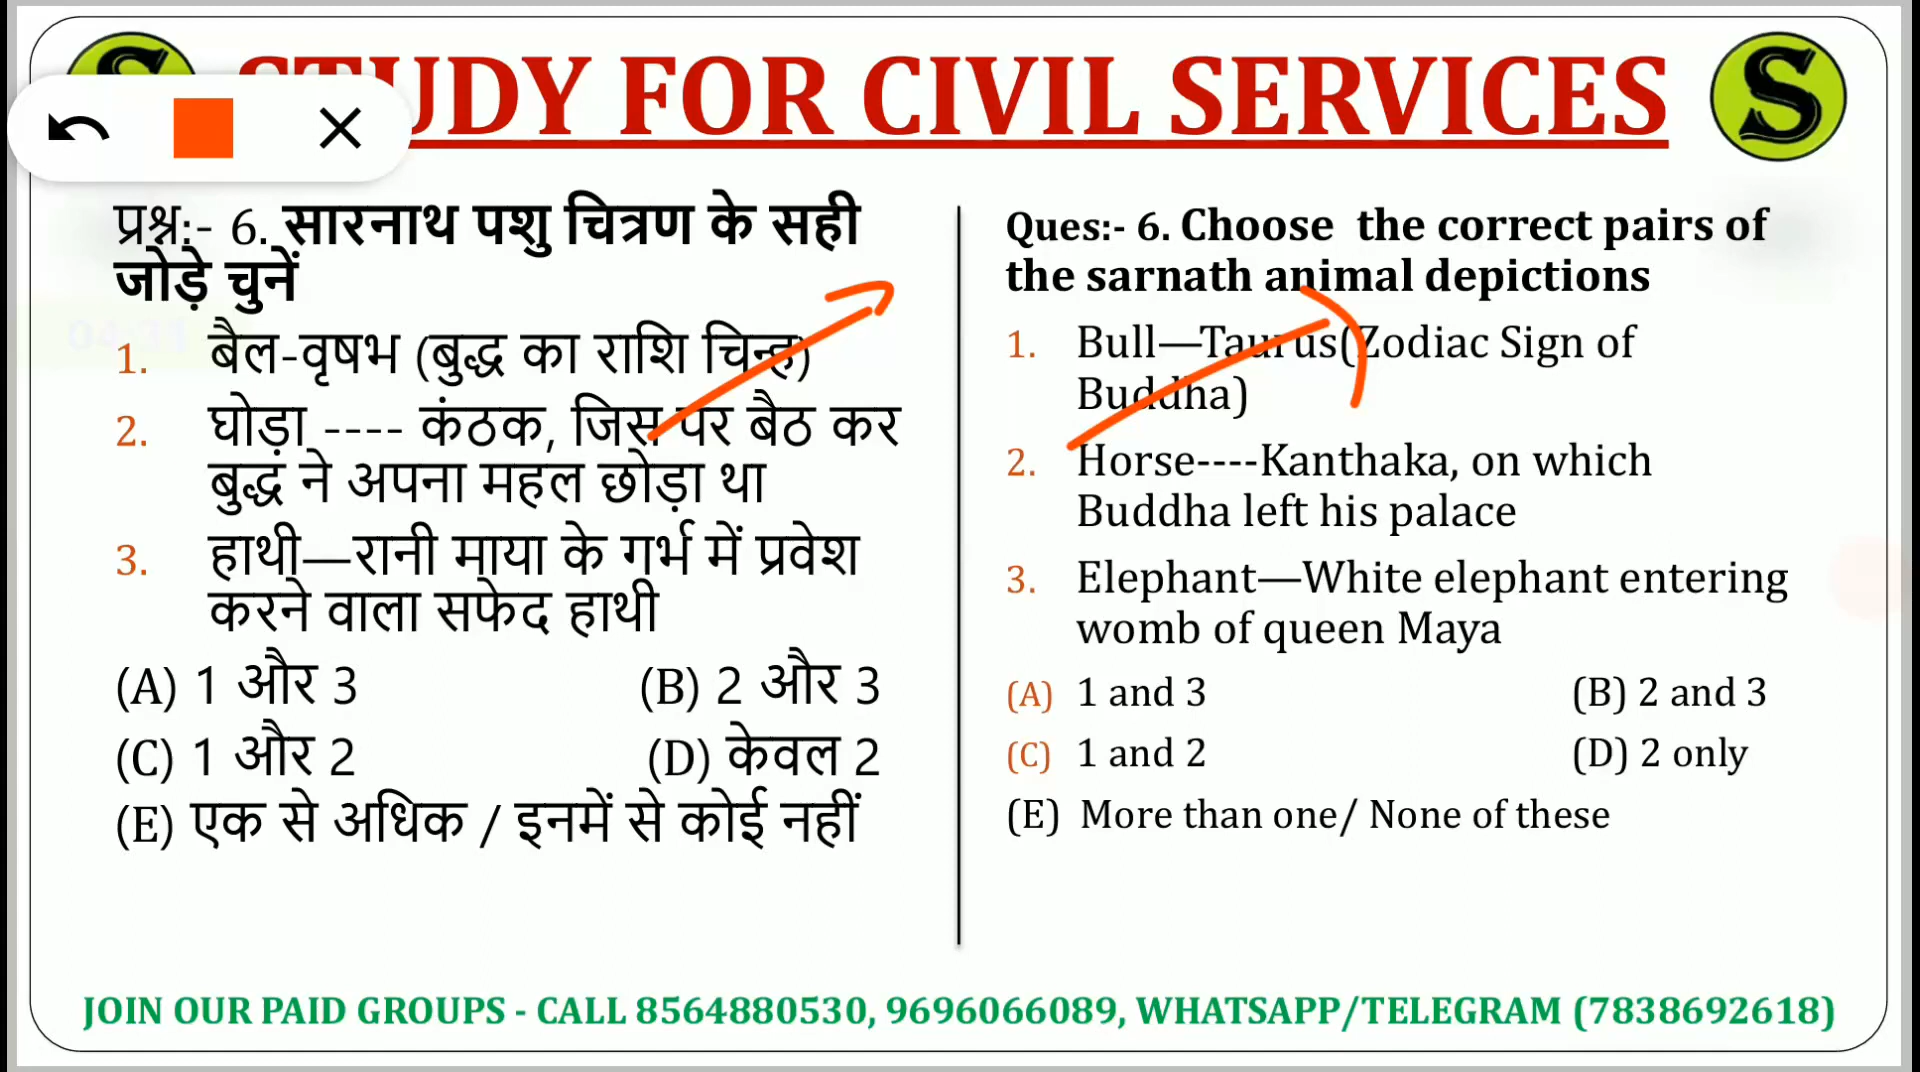 STUDY FOR CIVIL SERVICES
S
प्रश्न:- 6. सारनाथ पशु चित्रण के सही
जोड़े चुनें
1. बैल-वृषभ (बुद्ध का राशि चिन्ह)
2. घोड़ा ---- कंठक, जिस पर बैठ कर
बुद्ध ने अपना महल छोड़ा था
3. हाथी—रानी माया के गर्भ में प्रवेश
करने वाला सफेद हाथी
(A) 1 और 3 (B) 2 और 3
(C) 1 और 2 (D) केवल 2
(E) एक से अधिक / इनमें से कोई नहीं
Ques:- 6. Choose the correct pairs of
the sarnath animal depictions
1. Bull—Taurus(Zodiac Sign of
Buddha)
2. Horse----Kanthaka, on which
Buddha left his palace
3. Elephant—White elephant entering
womb of queen Maya
(A) 1 and 3 (B) 2 and 3
(C) 1 and 2 (D) 2 only
(E) More than one/ None of these
JOIN OUR PAID GROUPS - CALL 8564880530, 9696066089, WHATSAPP/TELEGRAM (7838692618)